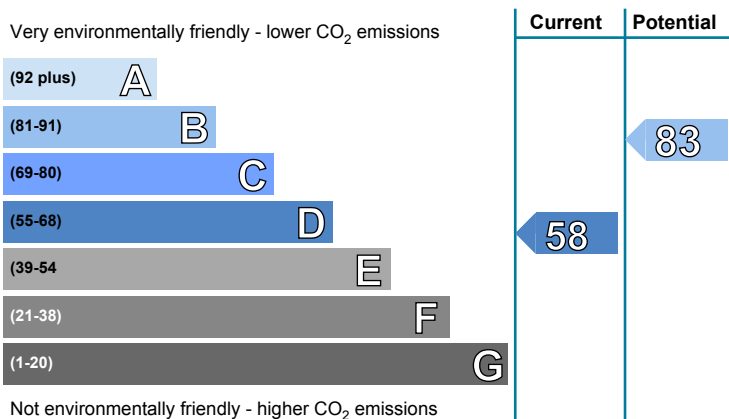 Current Potential
Very environmentally friendly - lower CO2 emissions
(92 plus) A
(81-91) B
83
(69-80) C
(55-68) D
58
(39-54 E
(21-38) F
(1-20) G
Not environmentally friendly - higher CO2 emissions